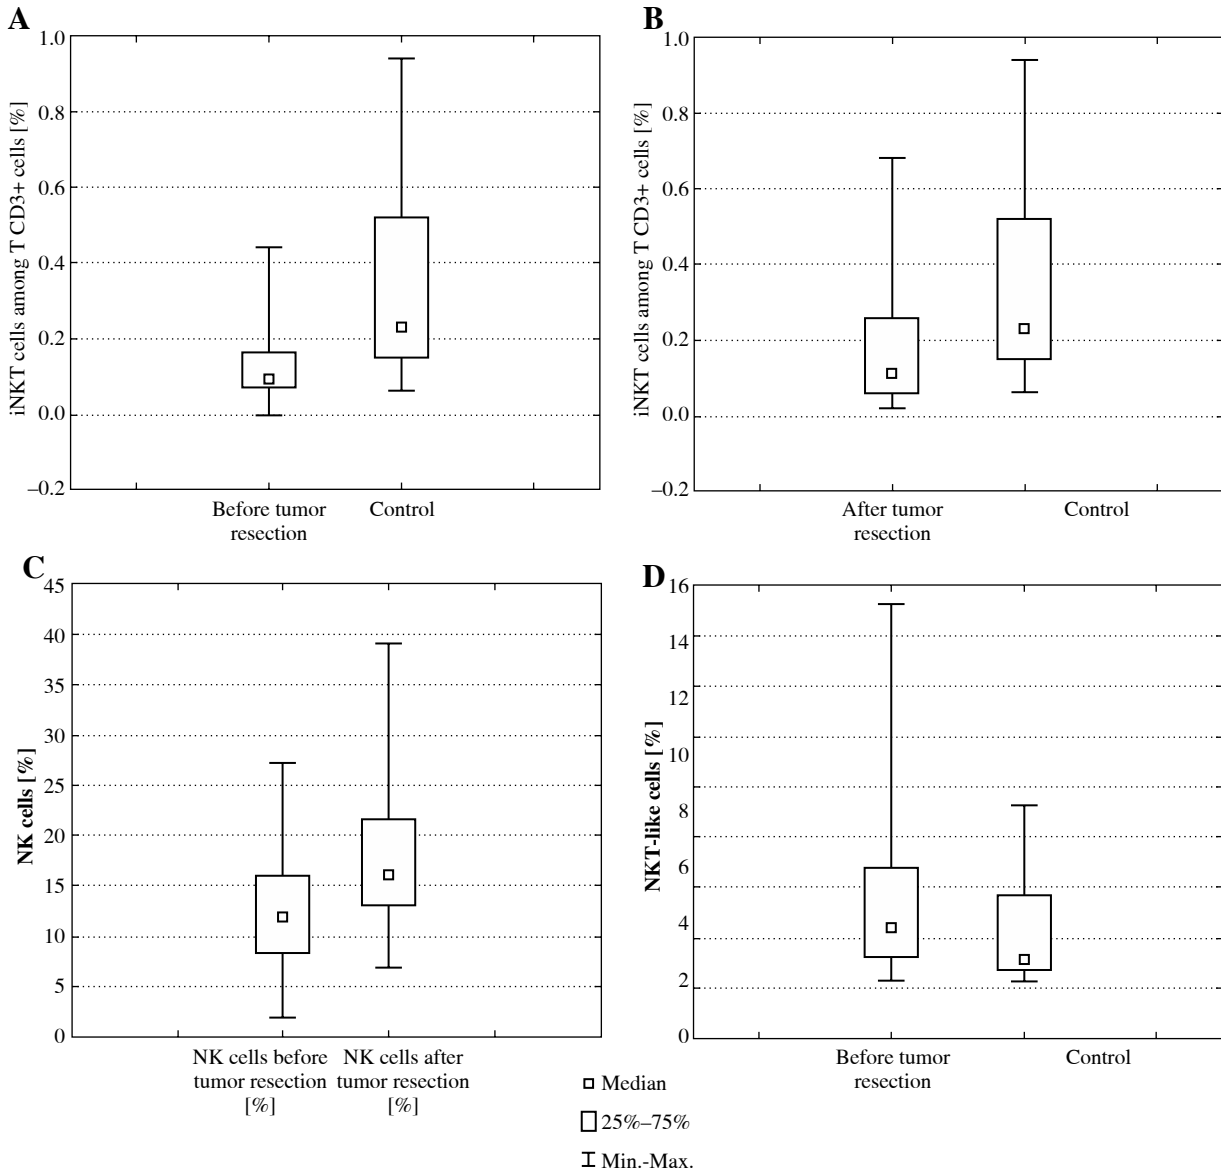 A
iNKT cells among T CD3+ cells [%]
1.0
0.8
0.6
0.4
0.2
0.0
–0.2
Before tumor
resection
Control
B
iNKT cells among T CD3+ cells [%]
1.0
0.8
0.6
0.4
0.2
0.0
–0.2
After tumor
resection
Control
C
NK cells [%]
45
40
35
30
25
20
15
10
5
0
NK cells before
tumor resection
[%]
NK cells after
tumor resection
[%]
D
NKT-like cells [%]
16
14
12
10
8
6
4
2
0
Before tumor
resection
Control
Median
25%–75%
Min.-Max.